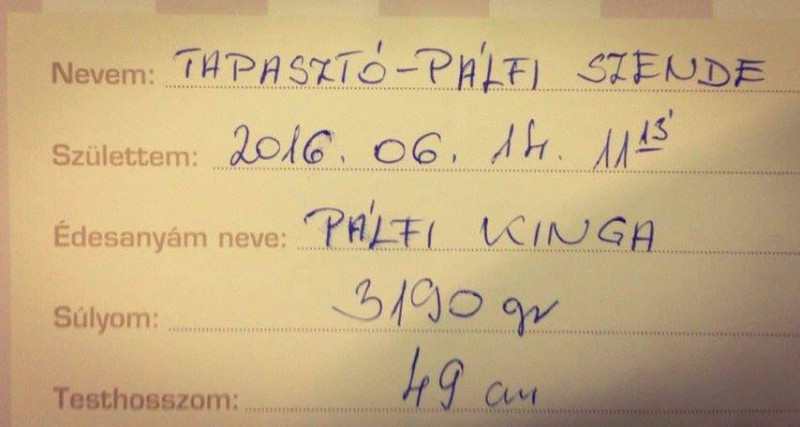 Nevem: TAPASZTÓ-PÁLFI SZENDE
Születtem: 2016. 06. 14. 11 13'
Édesanyám neve: PÁLFI KINGA
Súlyom: 3190 gr
Testhosszom: 49 cm